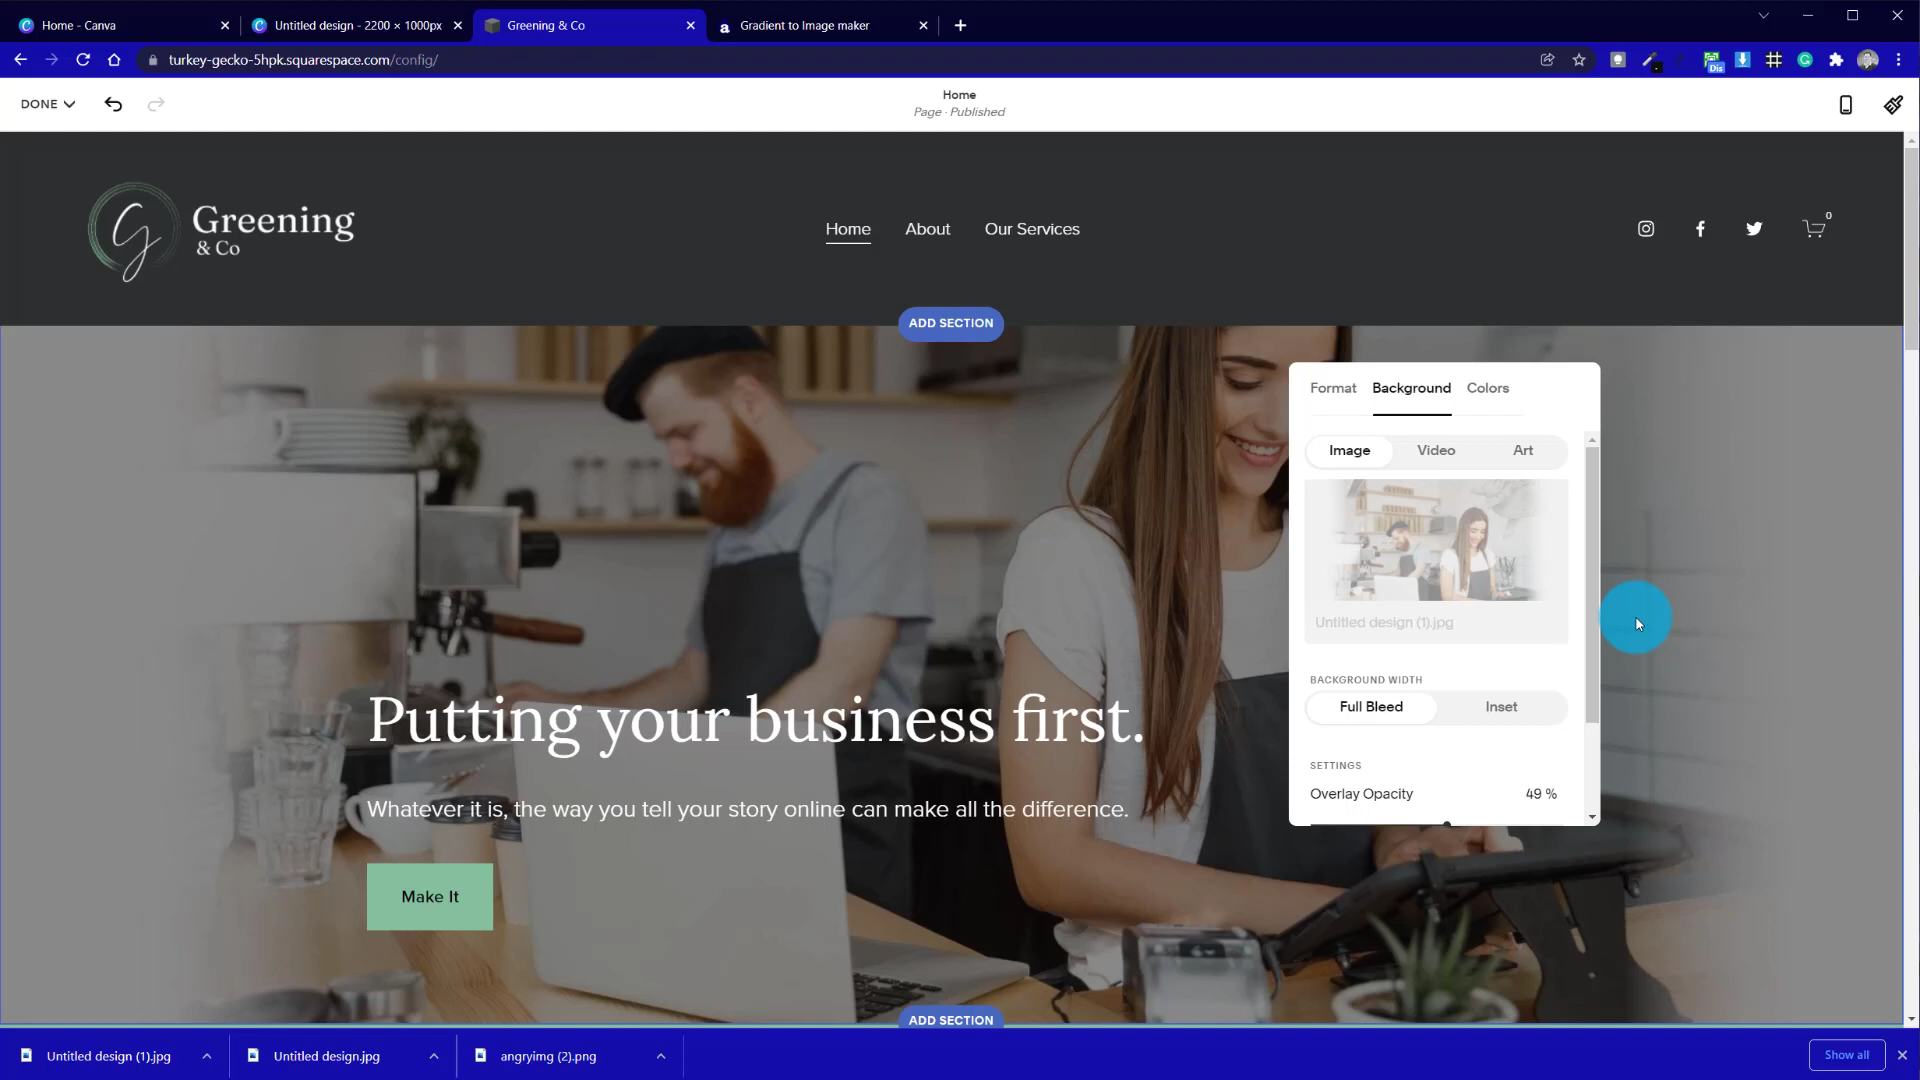 Home - Canva
Untitled design - 2200 × 1000px
Greening & Co
Gradient to Image maker
turkey-gecko-5hpk.squarespace.com/config/
Dis
DONE
Home
Page · Published
Greening
& Co
Home
About
Our Services
0
ADD SECTION
Format
Background
Colors
Image
Video
Art
Untitled design (1).jpg
BACKGROUND WIDTH
Full Bleed
Inset
SETTINGS
Overlay Opacity
49 %
Putting your business first.
Whatever it is, the way you tell your story online can make all the difference.
Make It
ADD SECTION
Untitled design (1).jpg
Untitled design.jpg
angryimg (2).png
Show all